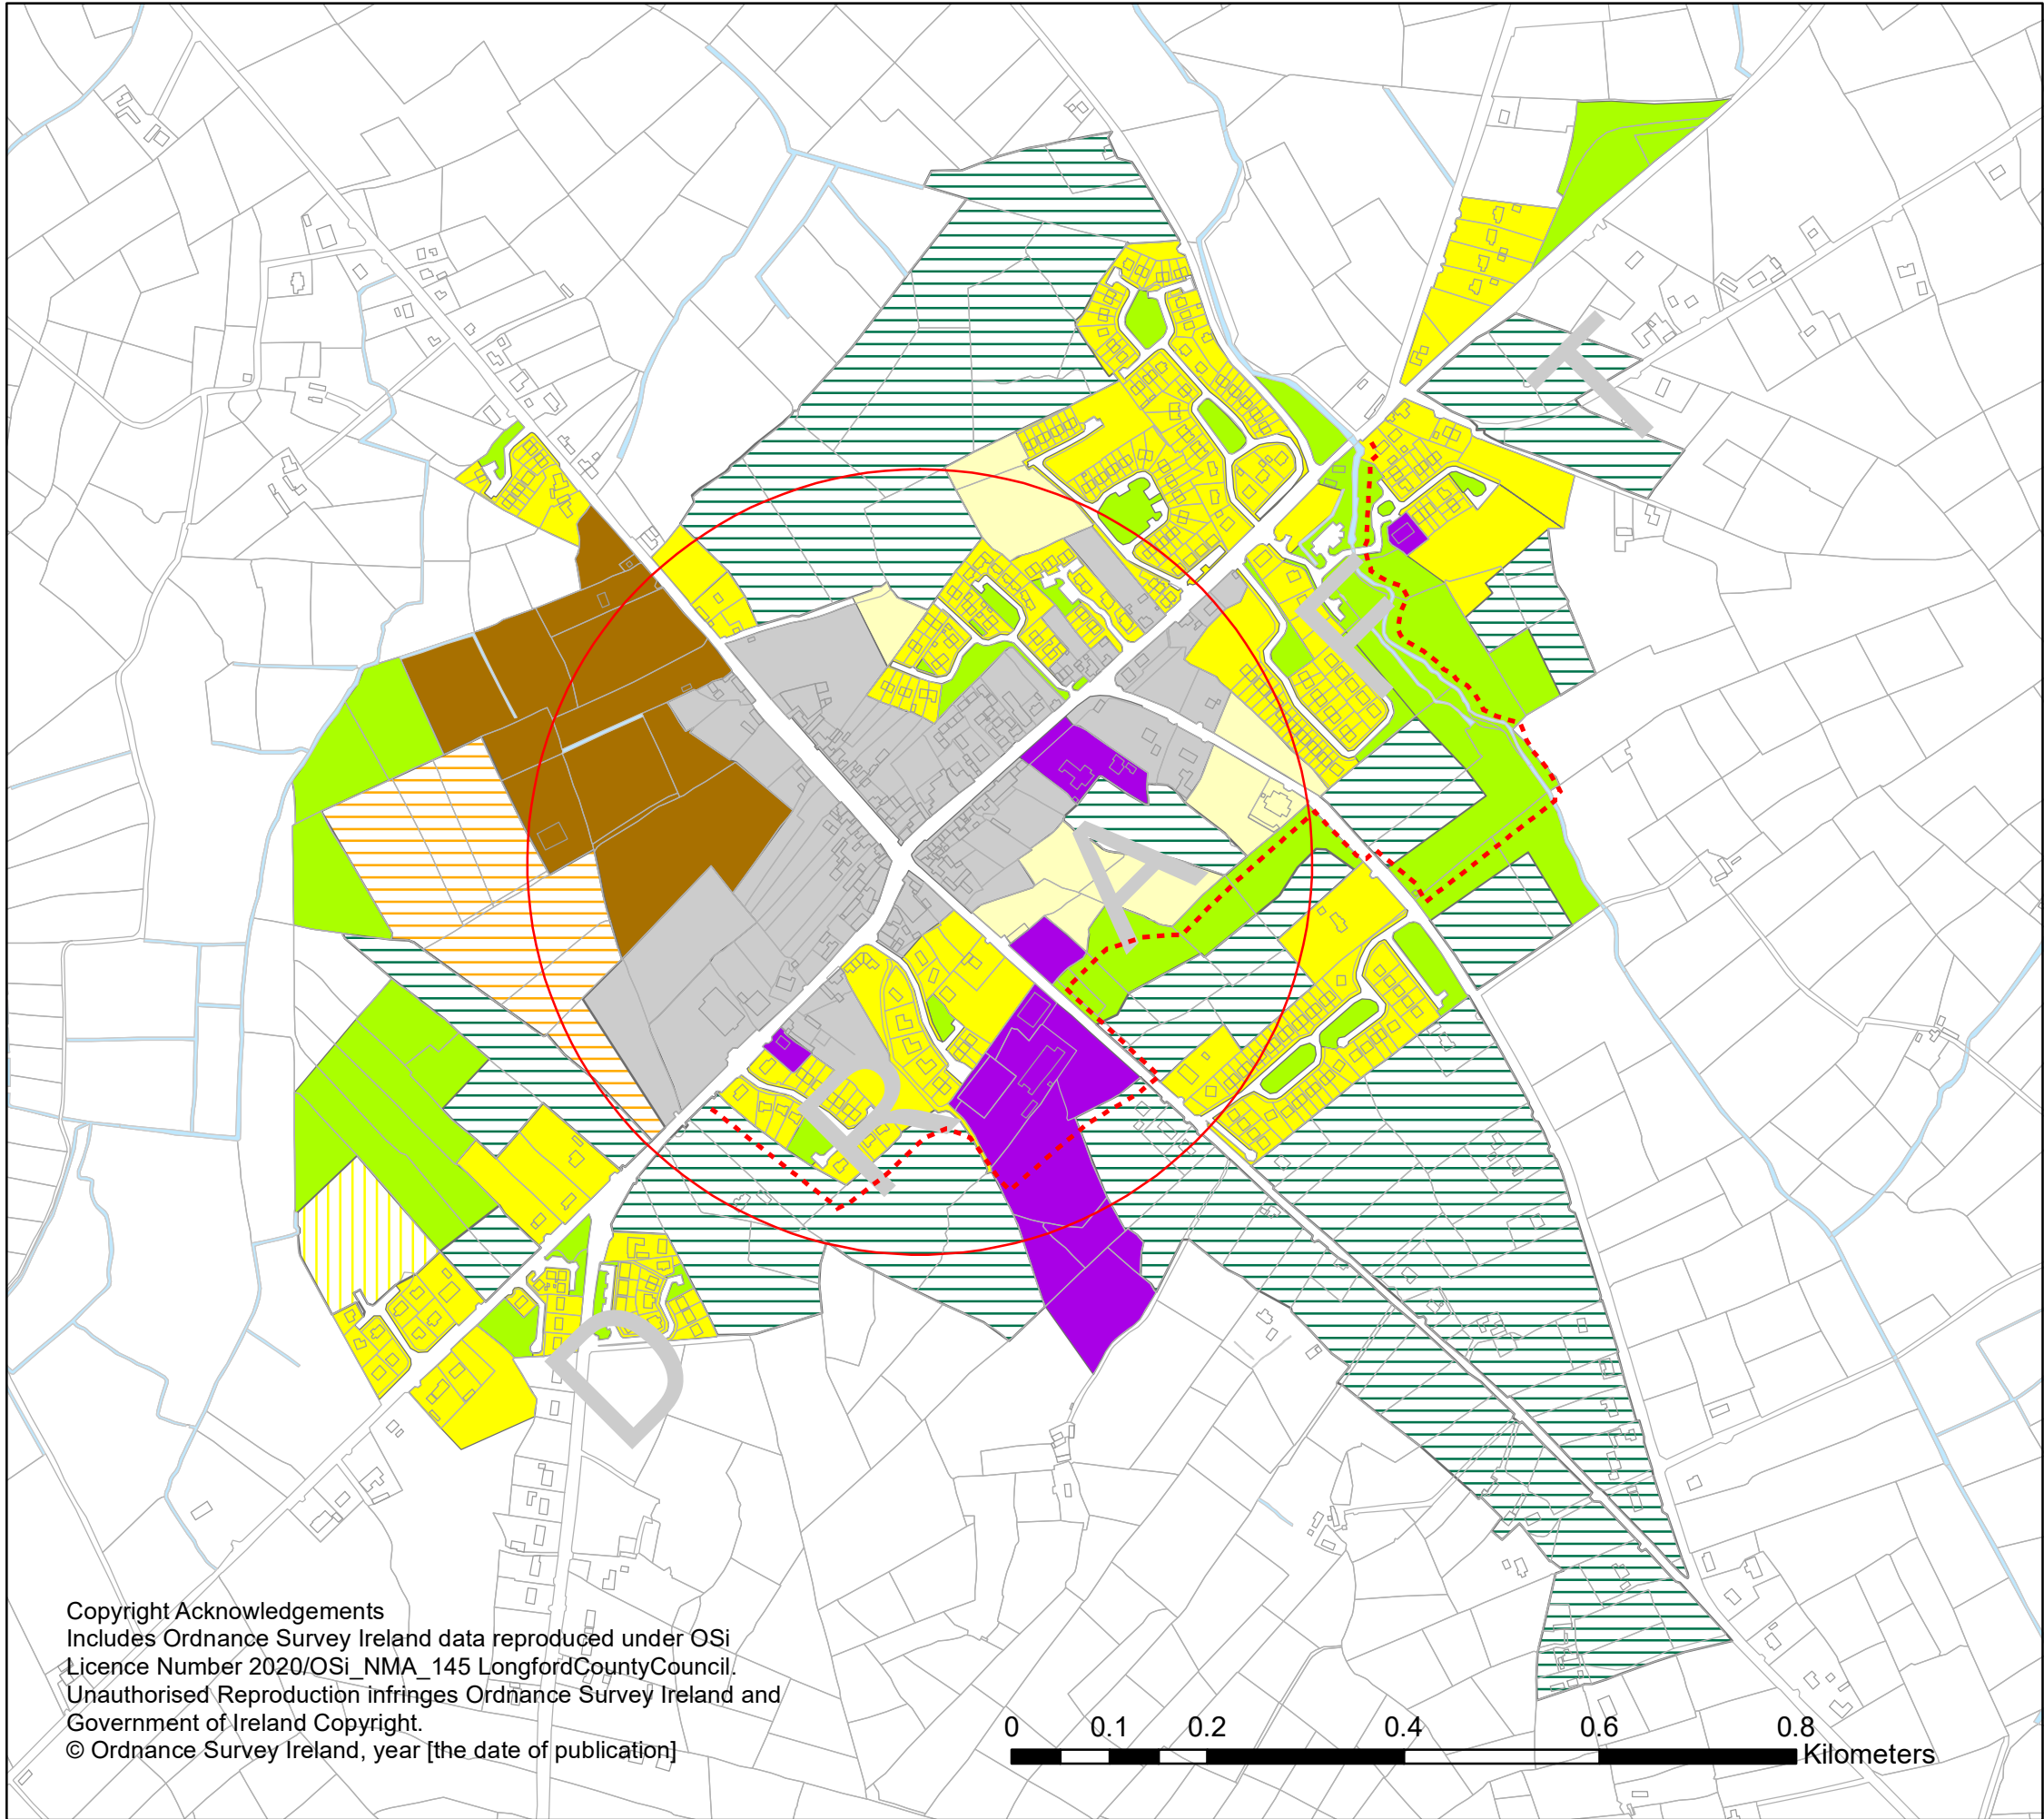 DRAFT
Copyright Acknowledgements
Includes Ordnance Survey Ireland data reproduced under OSi
Licence Number 2020/OSi_NMA_145 LongfordCountyCouncil.
Unauthorised Reproduction infringes Ordnance Survey Ireland and
Government of Ireland Copyright.
© Ordnance Survey Ireland, year [the date of publication]
0 0.1 0.2 0.4 0.6 0.8
Kilometers